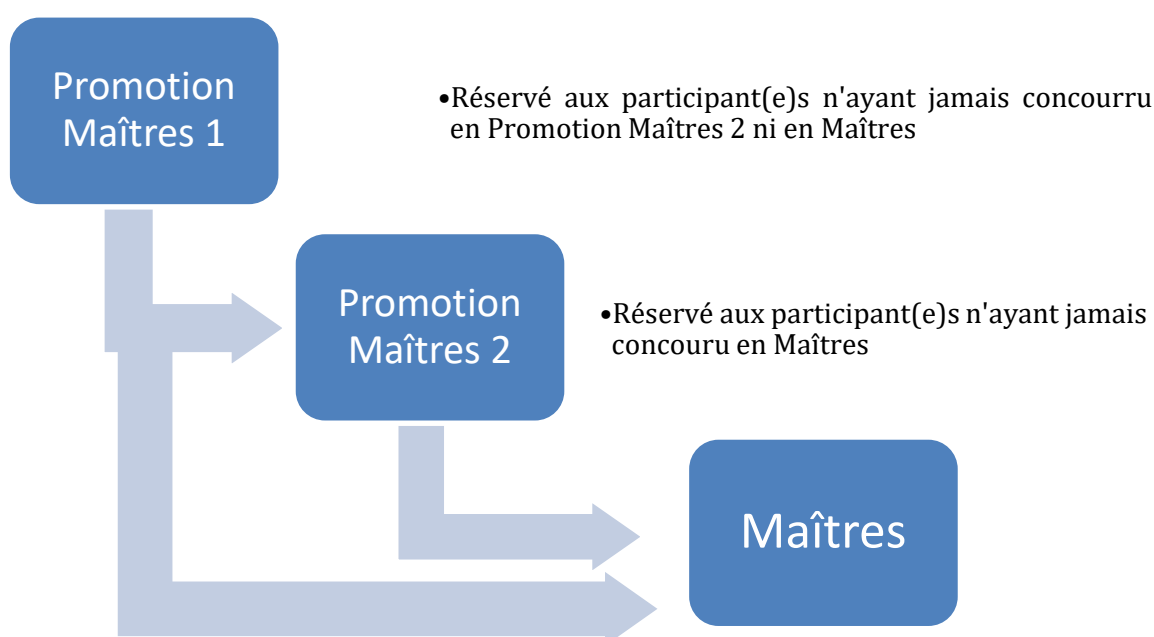 Promotion
Maîtres 1
•Réservé aux participant(e)s n'ayant jamais concourru
en Promotion Maîtres 2 ni en Maîtres
Promotion
Maîtres 2
•Réservé aux participant(e)s n'ayant jamais
concouru en Maîtres
Maîtres